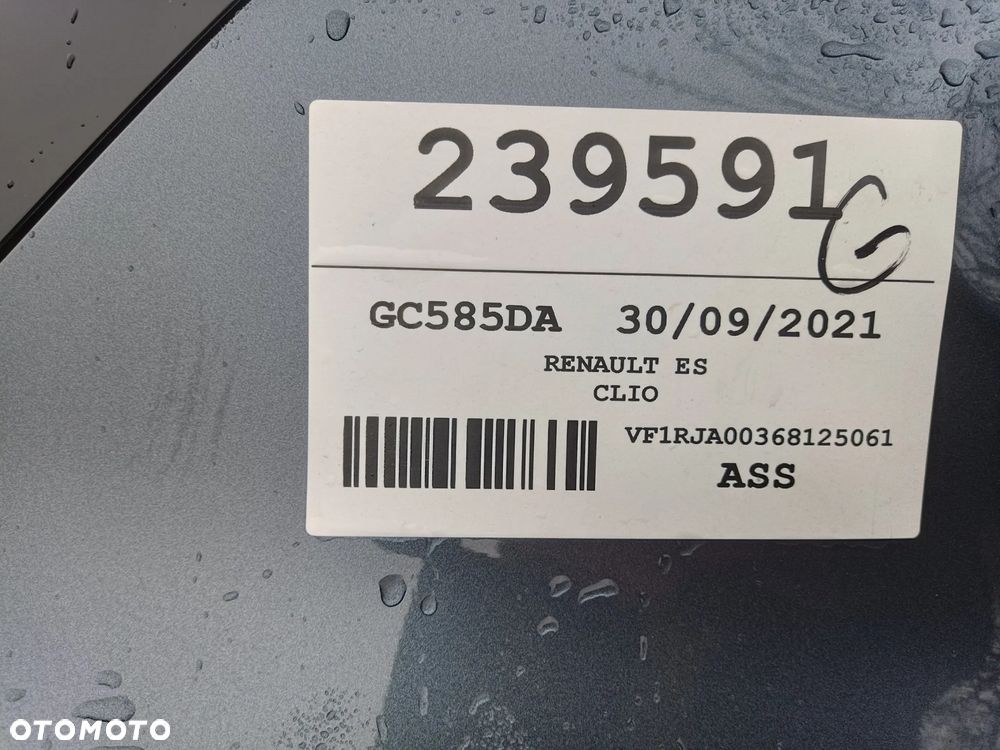 239591 G
GC585DA 30/09/2021
RENAULT ES
CLIO
VF1RJA00368125061
ASS
OTOMOTO